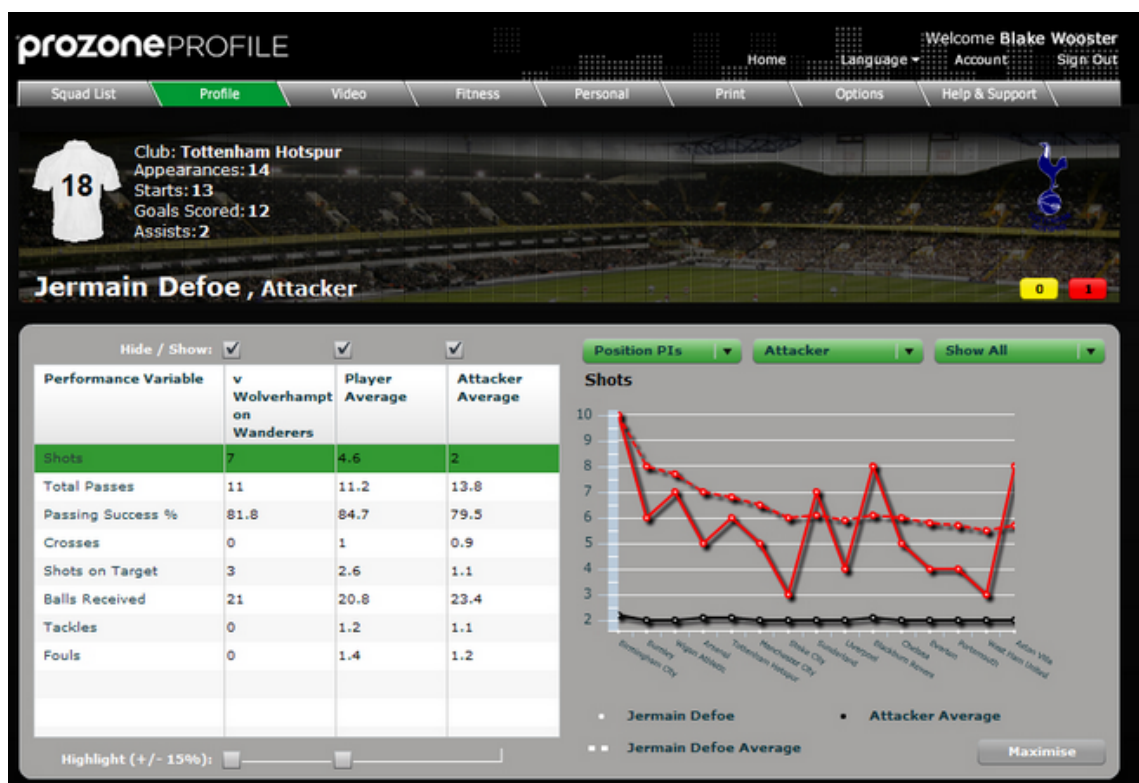 prozonePROFILE
Welcome Blake Wooster
Home Language Account Sign Out
Squad List Profile Video Fitness Personal Print Options Help & Support
18
Club: Tottenham Hotspur
Appearances: 14
Starts: 13
Goals Scored: 12
Assists: 2
Jermain Defoe , Attacker
0 1
Hide / Show:
Position PIs Attacker Show All
Performance Variable v Wolverhampt on Wanderers Player Average Attacker Average
Shots 7 4.6 2
Total Passes 11 11.2 13.8
Passing Success % 81.8 84.7 79.5
Crosses 0 1 0.9
Shots on Target 3 2.6 1.1
Balls Received 21 20.8 23.4
Tackles 0 1.2 1.1
Fouls 0 1.4 1.2
Highlight (+/- 15%):
Shots
10
9
8
7
6
5
4
3
2
Birmingham City
Burnley
Wigan Athletic
Arsenal
Tottenham Hotspur
Manchester City
Stoke City
Sunderland
Liverpool
Blackburn Rovers
Chelsea
Everton
Portsmouth
West Ham United
Aston Villa
Jermain Defoe Attacker Average
Jermain Defoe Average
Maximise